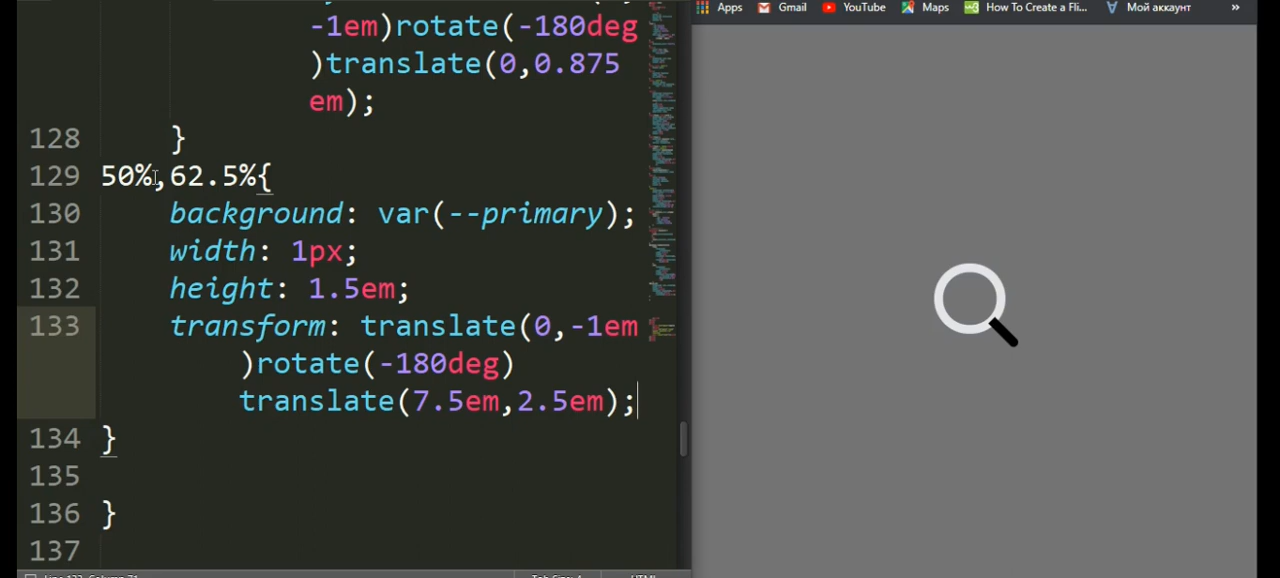 -1em)rotate(-180deg
)translate(0,0.875
em);
128 }
129 50%,62.5%{
130 background: var(--primary);
131 width: 1px;
132 height: 1.5em;
133 transform: translate(0,-1em
)rotate(-180deg)
translate(7.5em,2.5em);
134 }
135
136 }
137
Apps Gmail YouTube Maps How To Create a Fli... Мой аккаунт »